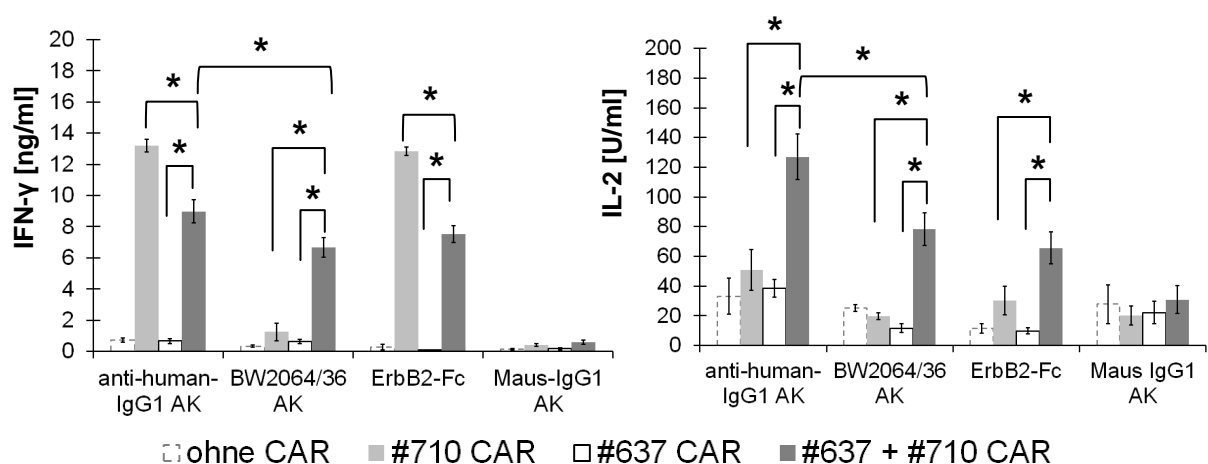 IFN-γ [ng/ml]
20
18
16
14
12
10
8
6
4
2
0
*
*
*
*
*
*
*
anti-human-
IgG1 AK
BW2064/36
AK
ErbB2-Fc
Maus-IgG1
AK
IL-2 [U/ml]
200
180
160
140
120
100
80
60
40
20
0
*
*
*
*
*
*
*
anti-human-
IgG1 AK
BW2064/36
AK
ErbB2-Fc
Maus IgG1
AK
ohne CAR #710 CAR #637 CAR #637 + #710 CAR